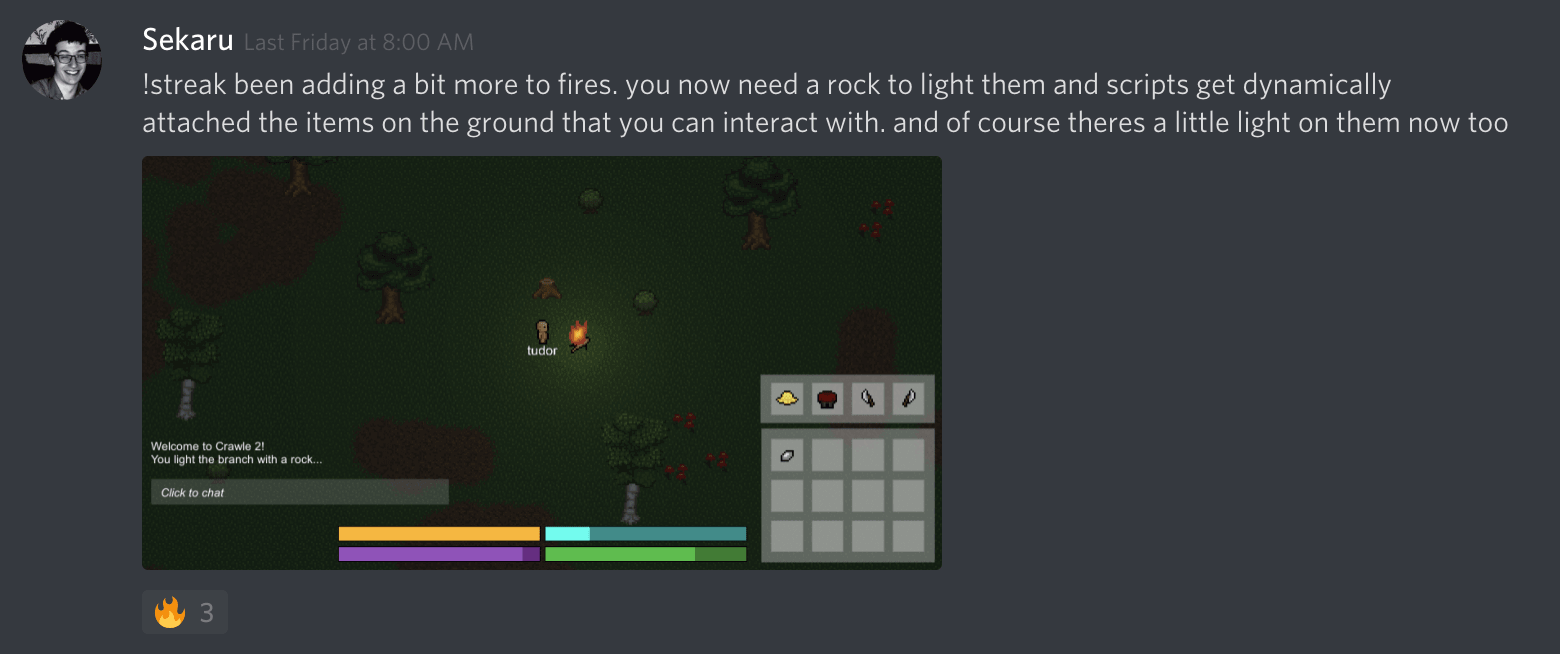 Sekaru Last Friday at 8:00 AM
!streak been adding a bit more to fires. you now need a rock to light them and scripts get dynamically
attached the items on the ground that you can interact with. and of course theres a little light on them now too
tudor
Welcome to Crawle 2!
You light the branch with a rock...
Click to chat
3